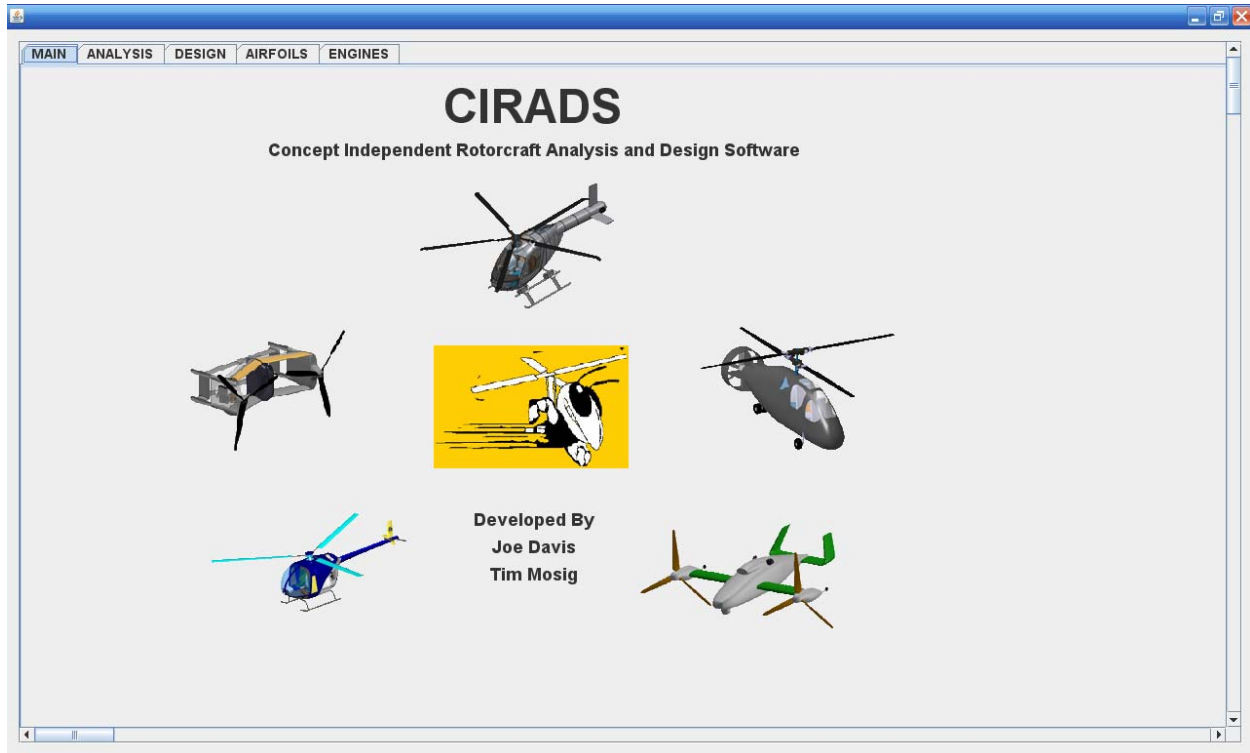 MAIN ANALYSIS DESIGN AIRFOILS ENGINES
CIRADS
Concept Independent Rotorcraft Analysis and Design Software
Developed By
Joe Davis
Tim Mosig